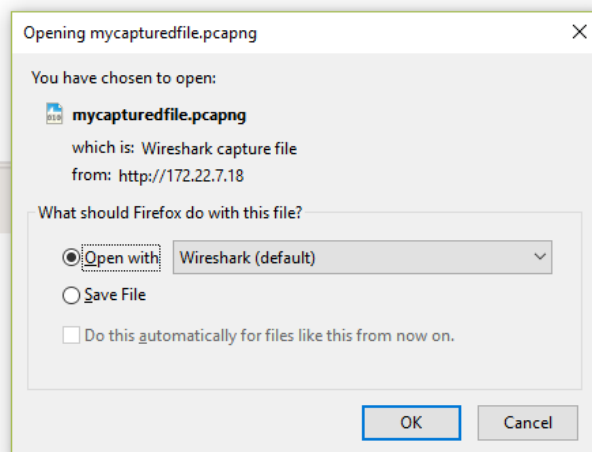 Opening mycapturedfile.pcapng
You have chosen to open:
mycapturedfile.pcapng
which is: Wireshark capture file
from: http://172.22.7.18
What should Firefox do with this file?
Open with Wireshark (default)
Save File
Do this automatically for files like this from now on.
OK Cancel